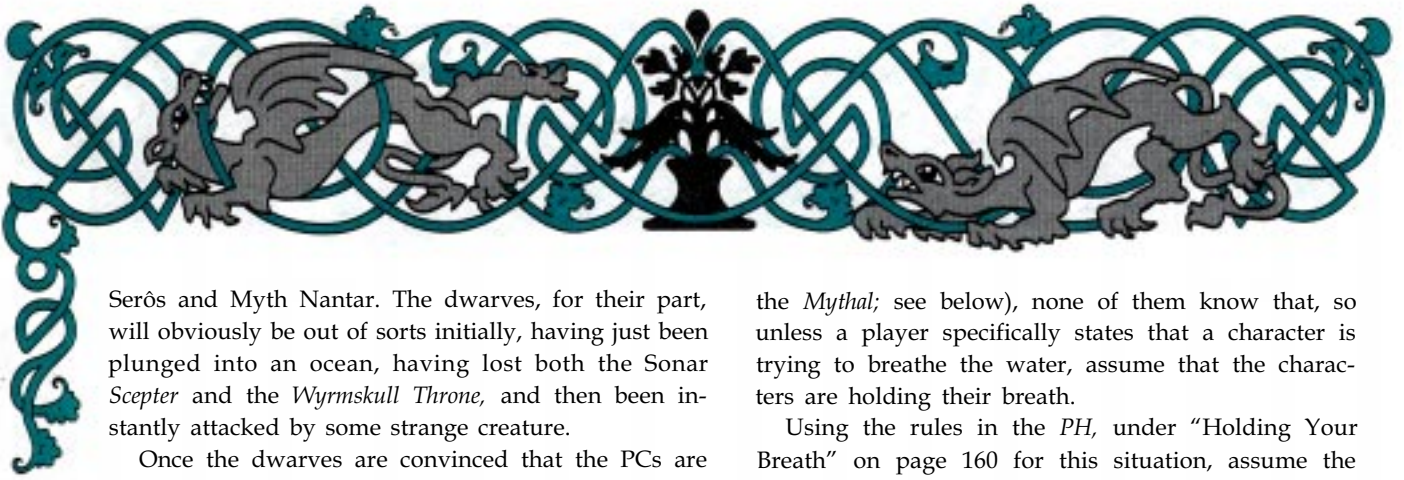 Serôs and Myth Nantar. The dwarves, for their part,
will obviously be out of sorts initially, having just been
plunged into an ocean, having lost both the Sonar
Scepter and the Wyrmskull Throne, and then been in-
stantly attacked by some strange creature.
Once the dwarves are convinced that the PCs are
the Mythal; see below), none of them know that, so
unless a player specifically states that a character is
trying to breathe the water, assume that the charac-
ters are holding their breath.
Using the rules in the PH, under “Holding Your
Breath” on page 160 for this situation, assume the